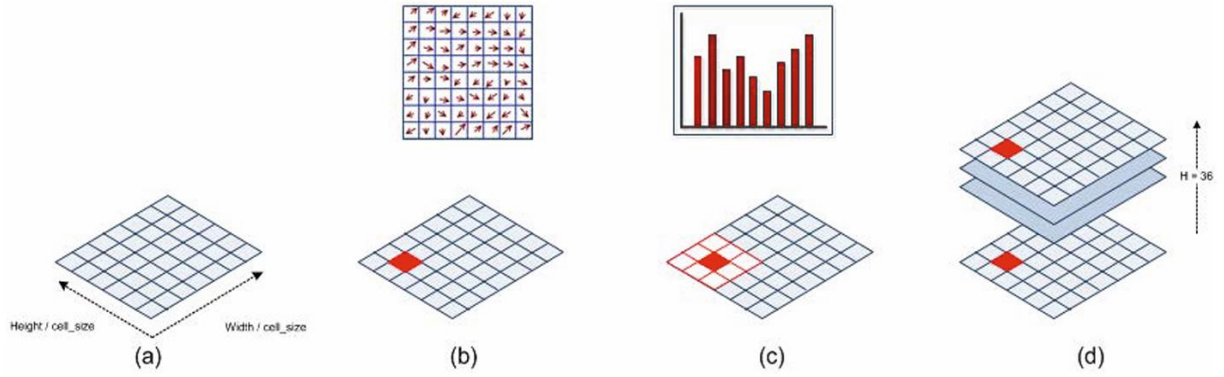 H = 36
Height / cell_size
Width / cell_size
(a)
(b)
(c)
(d)